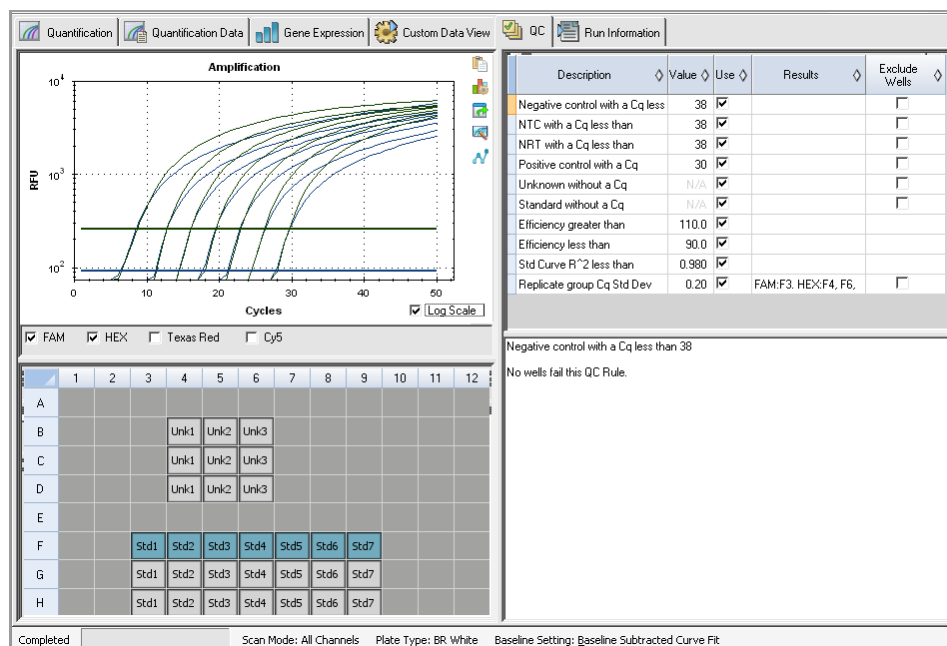 Quantification Quantification Data Gene Expression Custom Data View QC Run Information
Amplification
10^4
10^3
10^2
RFU
0 10 20 30 40 50
Cycles
Log Scale
FAM HEX Texas Red Cy5
1 2 3 4 5 6 7 8 9 10 11 12
A
B Unk1 Unk2 Unk3
C Unk1 Unk2 Unk3
D Unk1 Unk2 Unk3
E
F Std1 Std2 Std3 Std4 Std5 Std6 Std7
G Std1 Std2 Std3 Std4 Std5 Std6 Std7
H Std1 Std2 Std3 Std4 Std5 Std6 Std7
Description Value Use Results Exclude Wells
Negative control with a Cq less 38
NTC with a Cq less than 38
NRT with a Cq less than 38
Positive control with a Cq 30
Unknown without a Cq N/A
Standard without a Cq N/A
Efficiency greater than 110.0
Efficiency less than 90.0
Std Curve R^2 less than 0.980
Replicate group Cq Std Dev 0.20 FAM:F3. HEX:F4, F6,
Negative control with a Cq less than 38
No wells fail this QC Rule.
Completed Scan Mode: All Channels Plate Type: BR White Baseline Setting: Baseline Subtracted Curve Fit